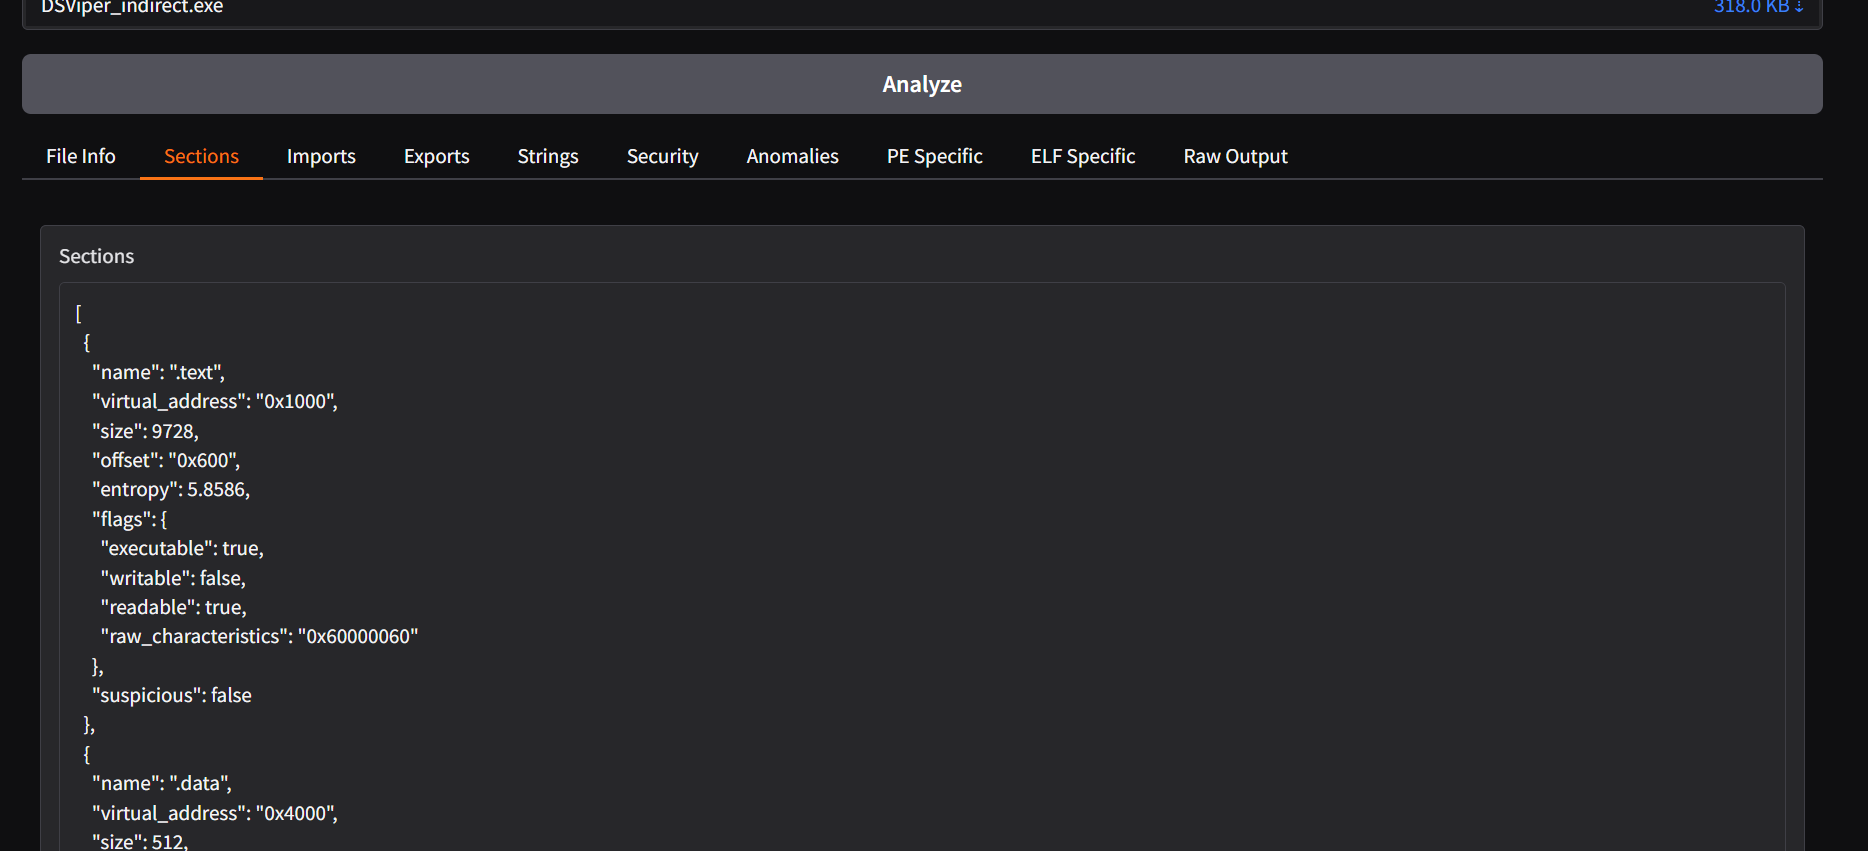 DSViper_indirect.exe
318.0 KB ⇣
Analyze
File Info Sections Imports Exports Strings Security Anomalies PE Specific ELF Specific Raw Output
Sections
[
{
"name": ".text",
"virtual_address": "0x1000",
"size": 9728,
"offset": "0x600",
"entropy": 5.8586,
"flags": {
"executable": true,
"writable": false,
"readable": true,
"raw_characteristics": "0x60000060"
},
"suspicious": false
},
{
"name": ".data",
"virtual_address": "0x4000",
"size": 512,